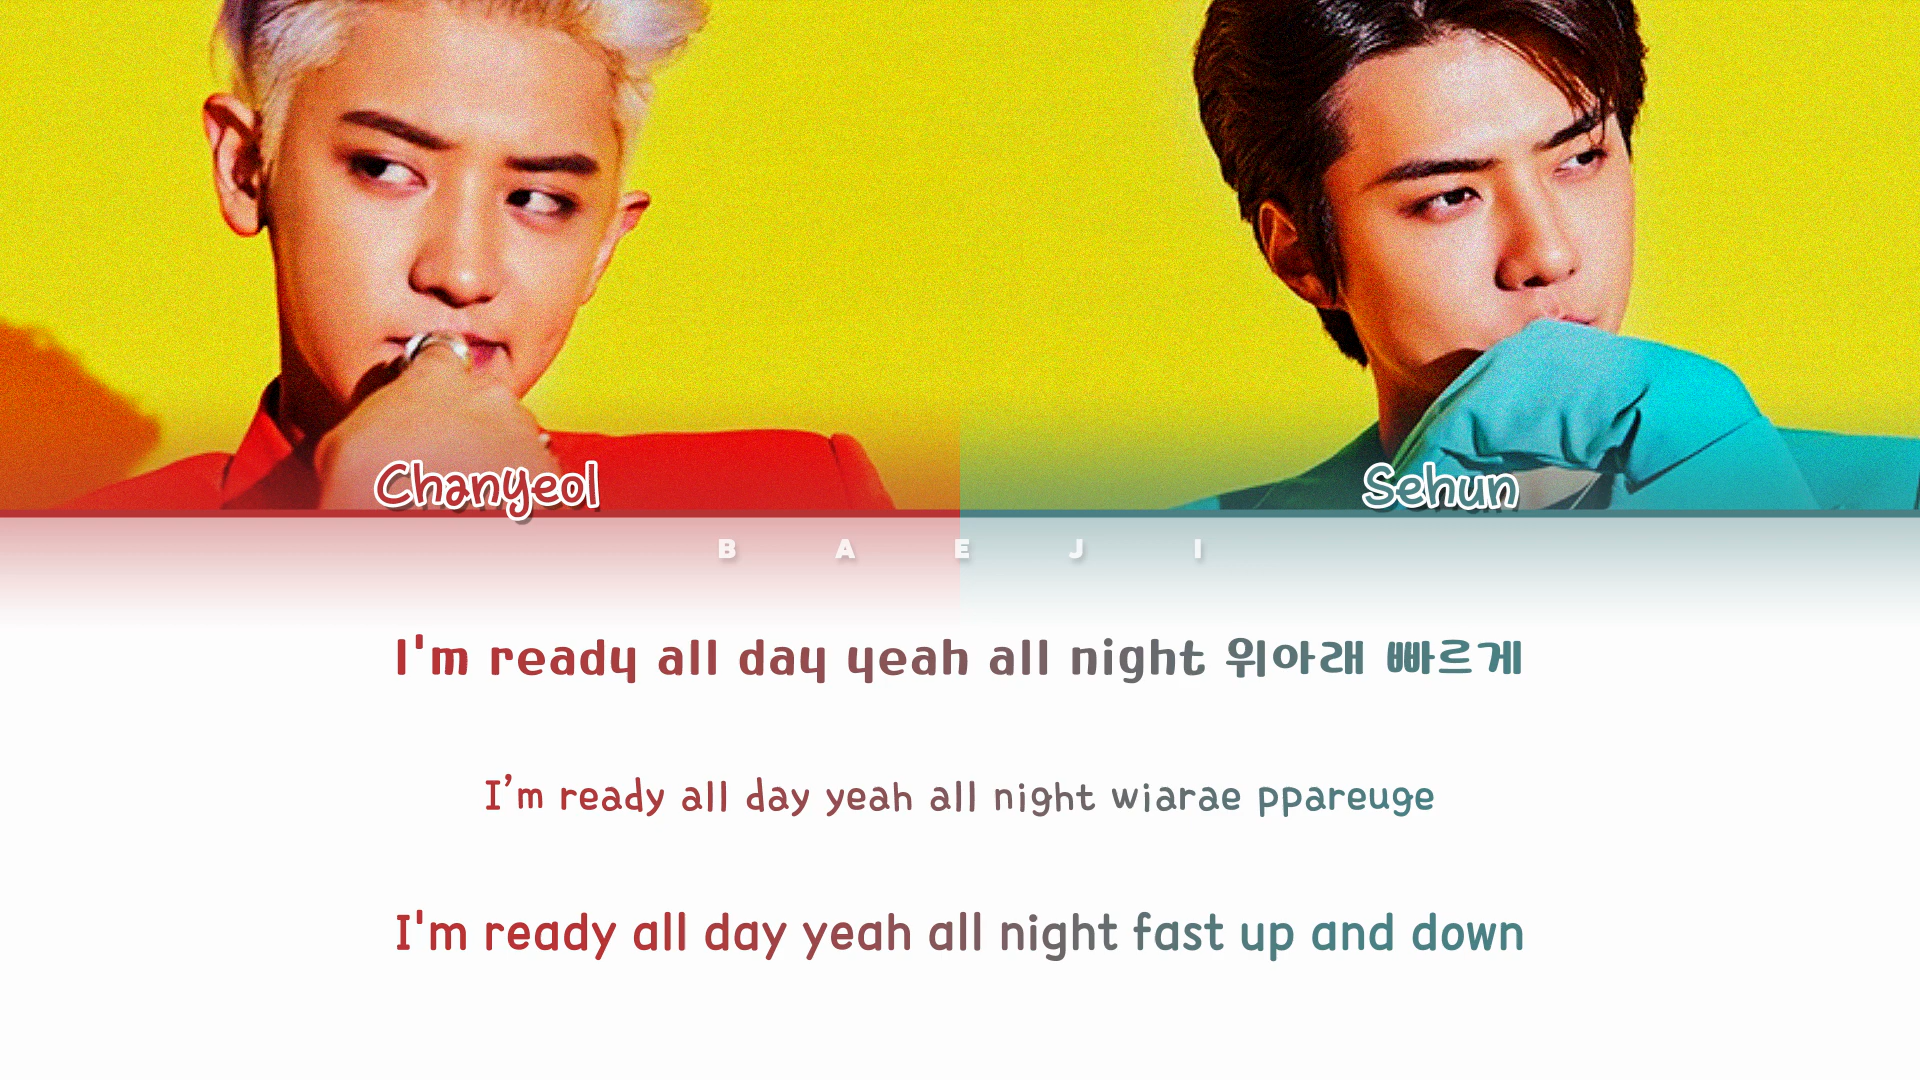 Chanyeol
Sehun
B A E J I
I'm ready all day yeah all night 위아래 빠르게
I’m ready all day yeah all night wiarae ppareuge
I'm ready all day yeah all night fast up and down